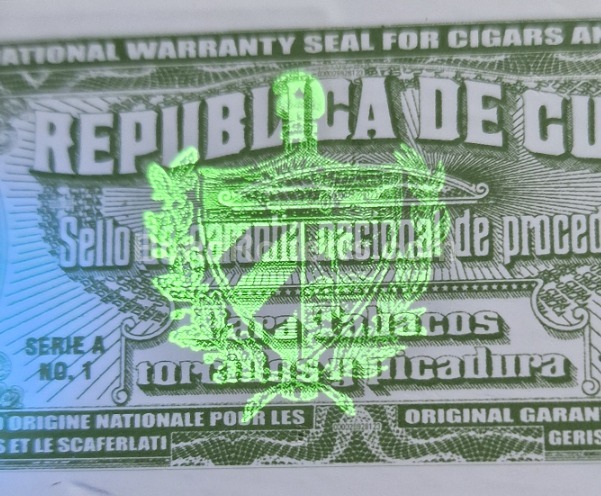 ATIONAL WARRANTY SEAL FOR CIGARS AN
REPUBLICA DE CU
Sello de garantia nacional de proced
Para Tabacos
SERIE A
NO. 1
torcidos y picadura
ORIGINE NATIONALE POUR LES
ORIGINAL GARAN
S ET LE SCAFERLATI
GERIS